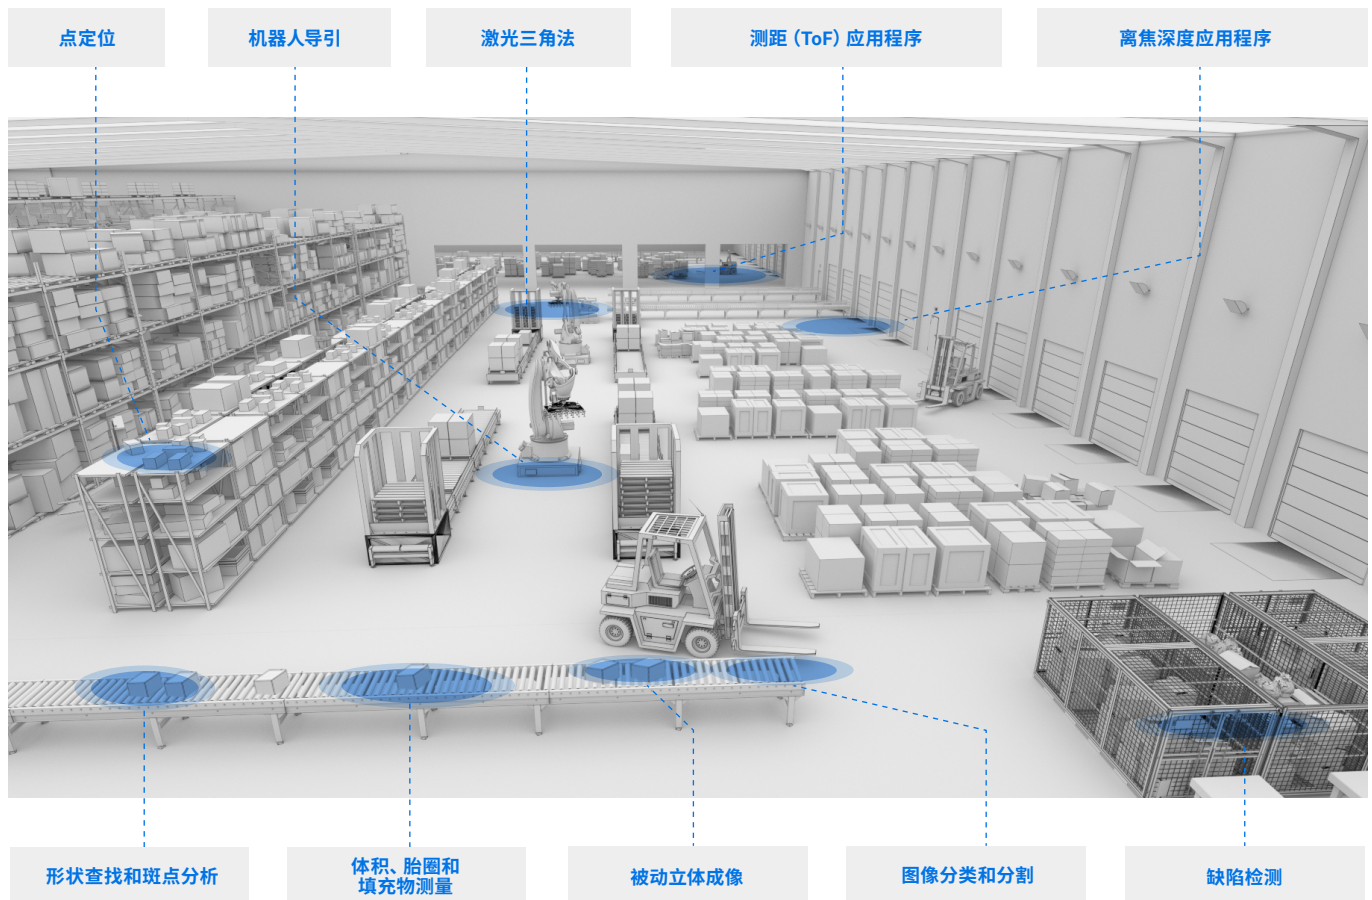 点定位
机器人导引
激光三角法
测距（ToF）应用程序
离焦深度应用程序
形状查找和斑点分析
体积、胎圈和
填充物测量
被动立体成像
图像分类和分割
缺陷检测